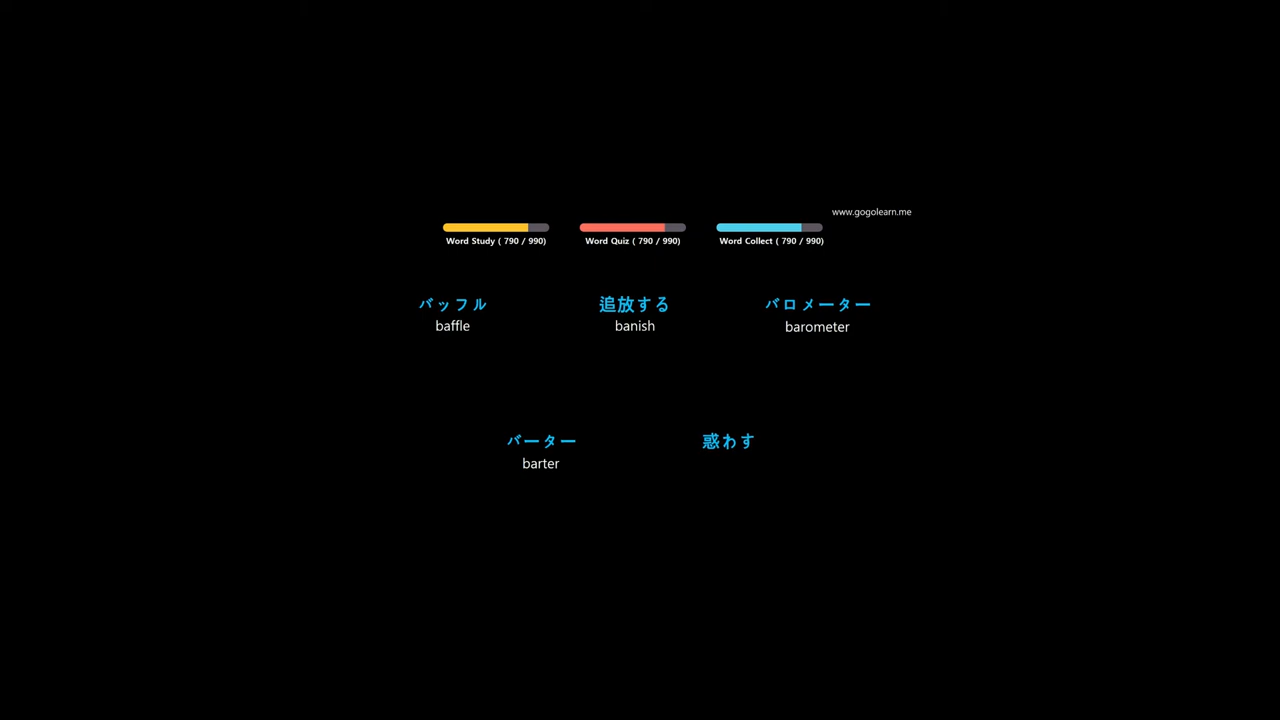 www.gogolearn.me
Word Study ( 790 / 990)
Word Quiz ( 790 / 990)
Word Collect ( 790 / 990)
バッフル
baffle
追放する
banish
バロメーター
barometer
バーター
barter
惑わす